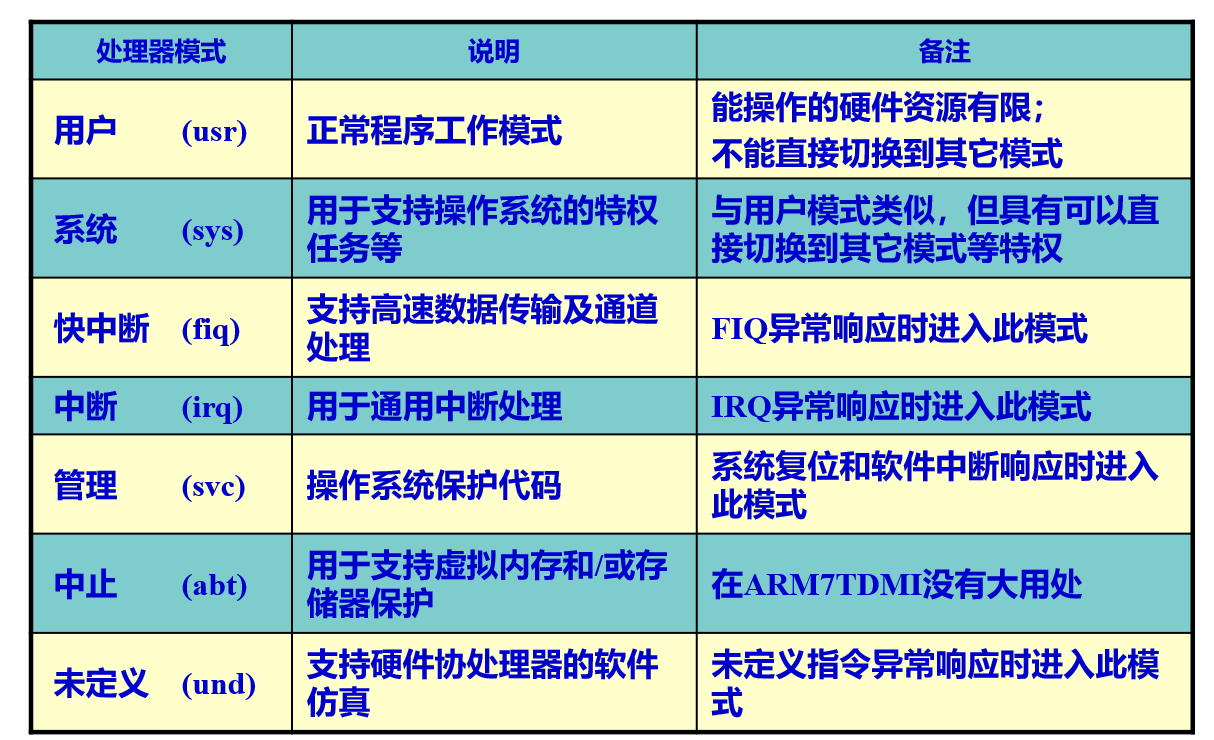 处理器模式 说明 备注
用户 (usr) 正常程序工作模式 能操作的硬件资源有限；
不能直接切换到其它模式
系统 (sys) 用于支持操作系统的特权
任务等
与用户模式类似，但具有可以直
接切换到其它模式等特权
快中断 (fiq) 支持高速数据传输及通道
处理
FIQ异常响应时进入此模式
中断 (irq) 用于通用中断处理 IRQ异常响应时进入此模式
管理 (svc) 操作系统保护代码 系统复位和软件中断响应时进入
此模式
中止 (abt) 用于支持虚拟内存和/或存
储器保护
在ARM7TDMI没有大用处
未定义 (und) 支持硬件协处理器的软件
仿真
未定义指令异常响应时进入此模
式